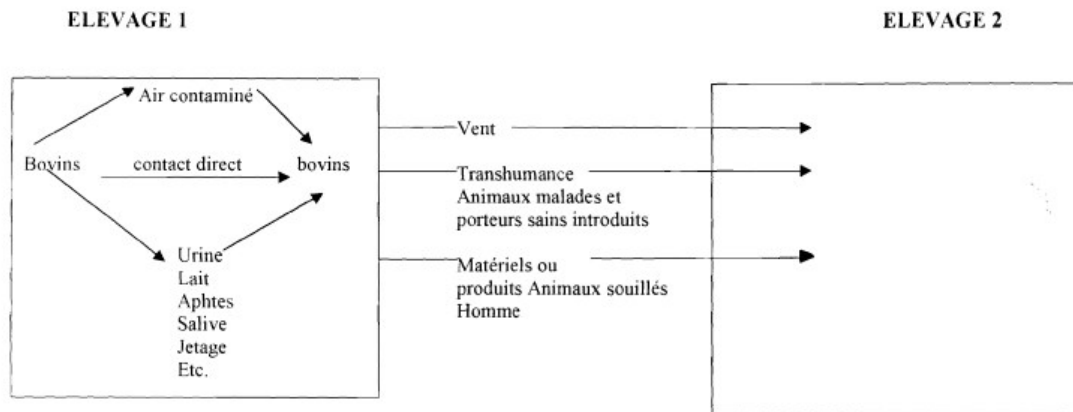 ELEVAGE 1
ELEVAGE 2
Air contaminé
Bovins
contact direct
bovins
Urine
Lait
Aphtes
Salive
Jetage
Etc.
Vent
Transhumance
Animaux malades et
porteurs sains introduits
Matériels ou
produits Animaux souillés
Homme